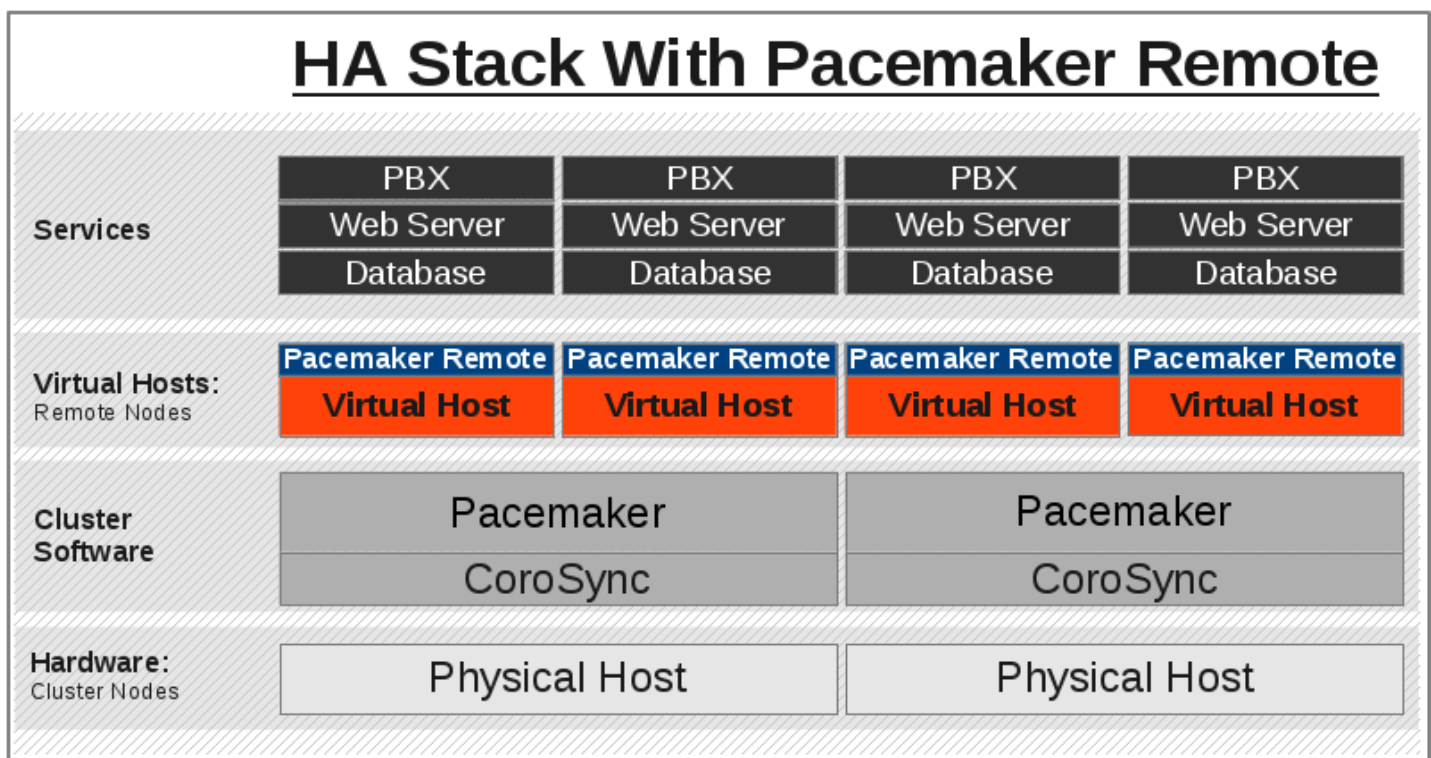 HA Stack With Pacemaker Remote
Services
PBX PBX PBX PBX
Web Server Web Server Web Server Web Server
Database Database Database Database
Virtual Hosts:
Remote Nodes
Pacemaker Remote Pacemaker Remote Pacemaker Remote Pacemaker Remote
Virtual Host Virtual Host Virtual Host Virtual Host
Cluster
Software
Pacemaker Pacemaker
CoroSync CoroSync
Hardware:
Cluster Nodes
Physical Host Physical Host